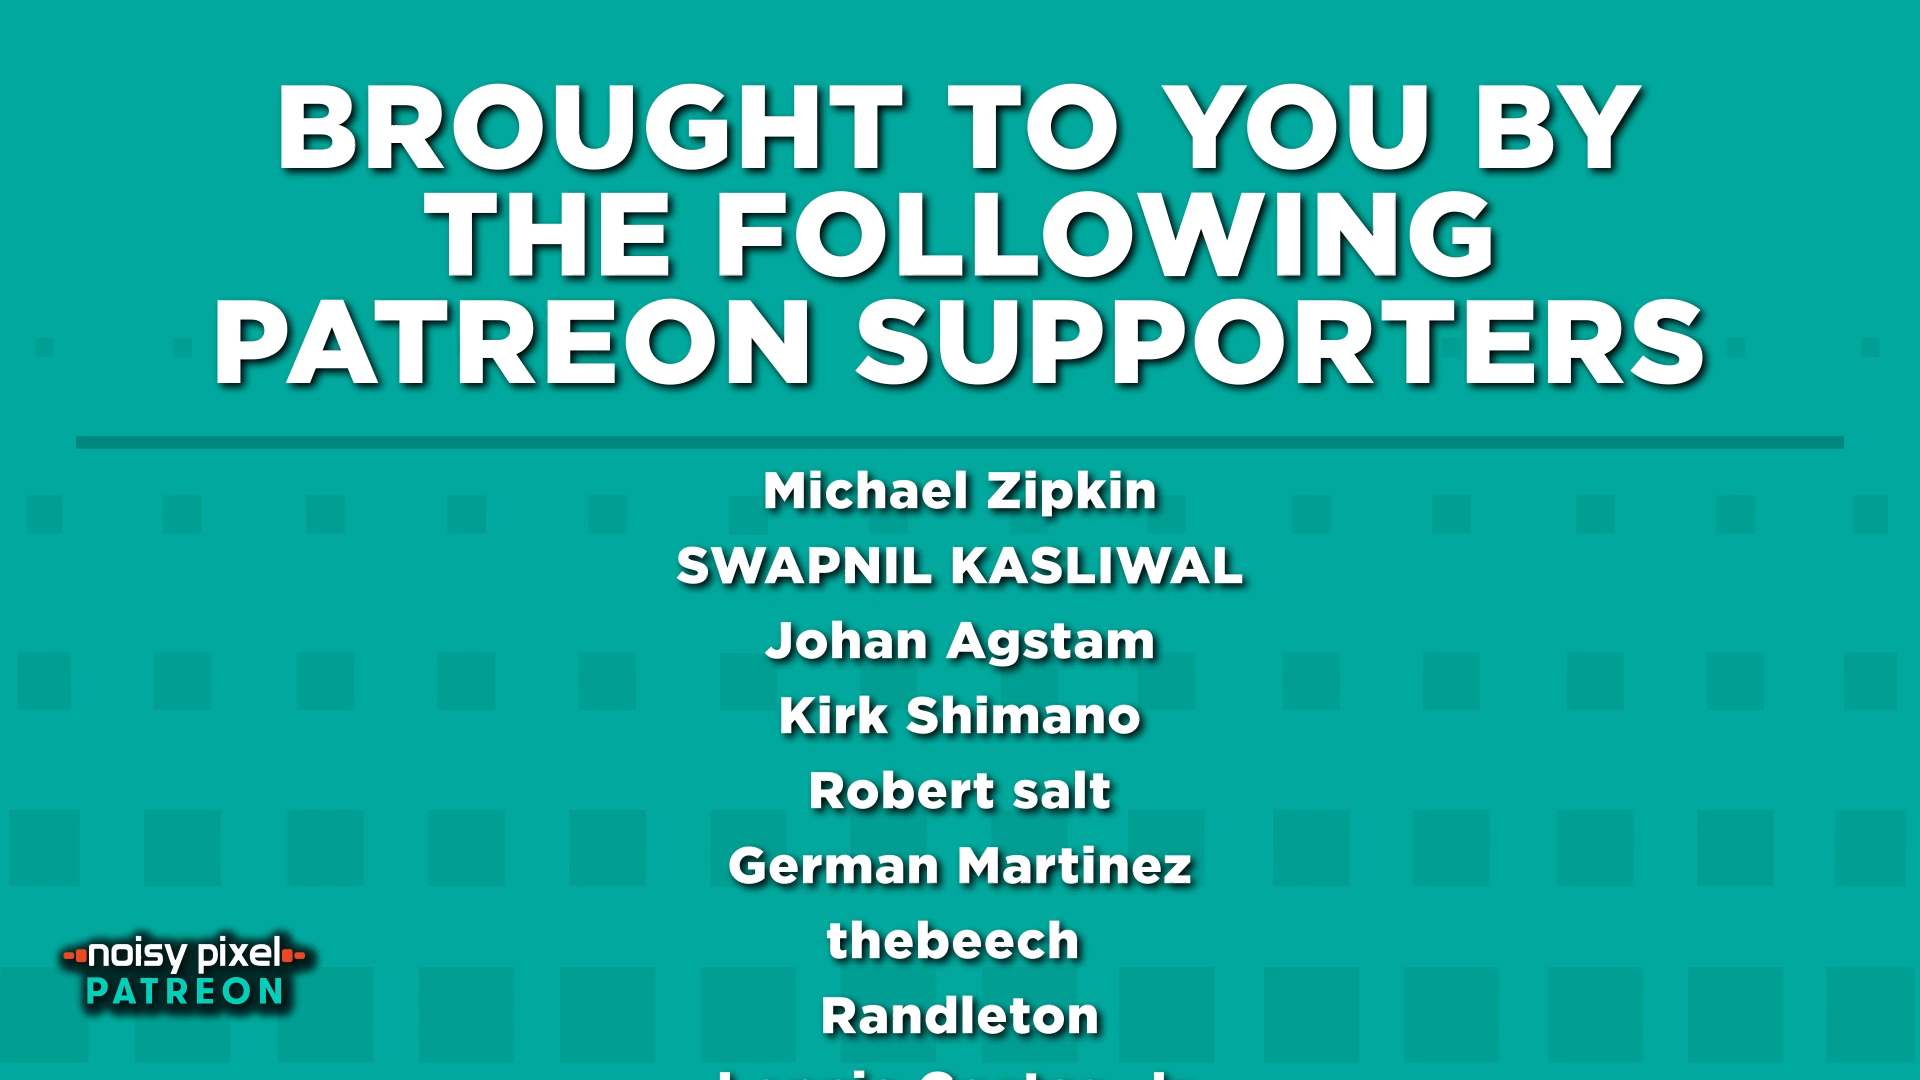 BROUGHT TO YOU BY
THE FOLLOWING
PATREON SUPPORTERS
Michael Zipkin
SWAPNIL KASLIWAL
Johan Agstam
Kirk Shimano
Robert salt
German Martinez
thebeech
Randleton
noisy pixel
PATREON